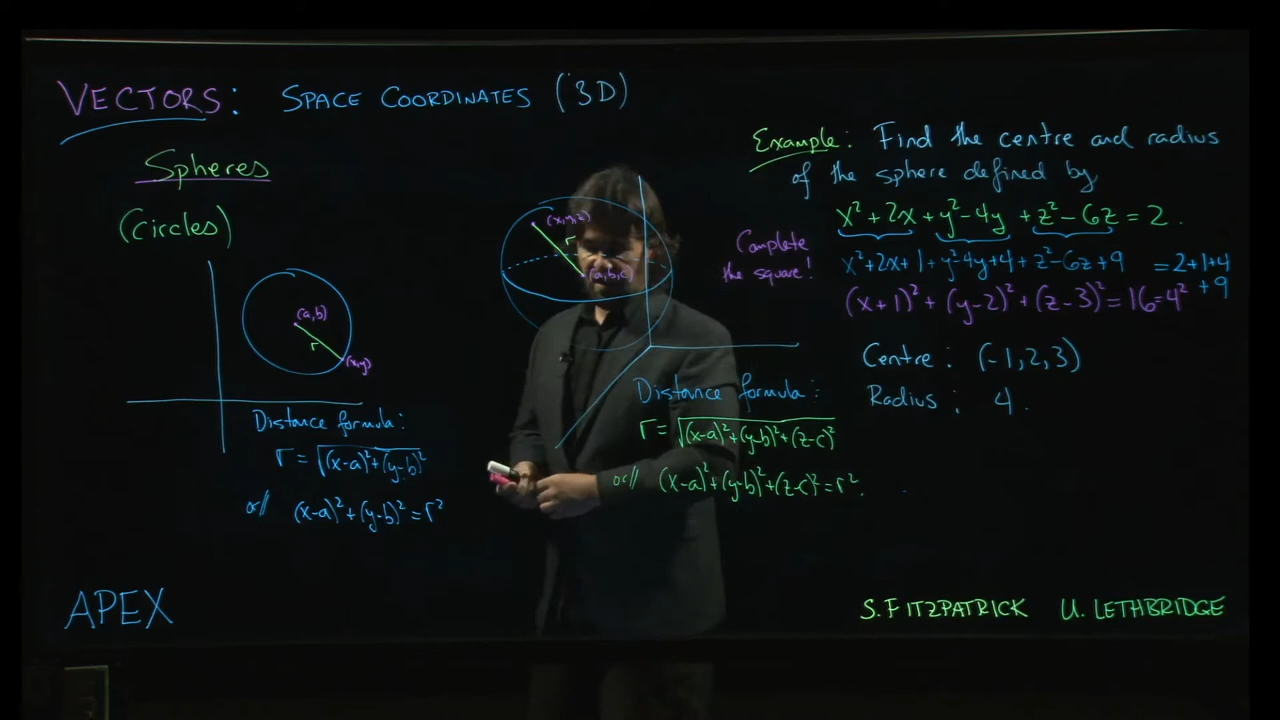 VECTORS: SPACE COORDINATES (3D)
Spheres
(circles)
(a,b)
r
(x,y)
Distance formula:
r = √(x-a)²+(y-b)²
or// (x-a)²+(y-b)²=r²
(x,y,z)
r
(a,b,c)
Distance formula:
r = √(x-a)²+(y-b)²+(z-c)²
or// (x-a)²+(y-b)²+(z-c)²=r².
Example: Find the centre and radius
of the sphere defined by
x²+2x+y²-4y+z²-6z=2.
Complete
the square!
x²+2x+1+y²-4y+4+z²-6z+9 =2+1+4
+9
(x+1)²+(y-2)²+(z-3)²=16=4²
Centre: (-1,2,3)
Radius: 4.
APEX
S. FITZPATRICK U. LETHBRIDGE